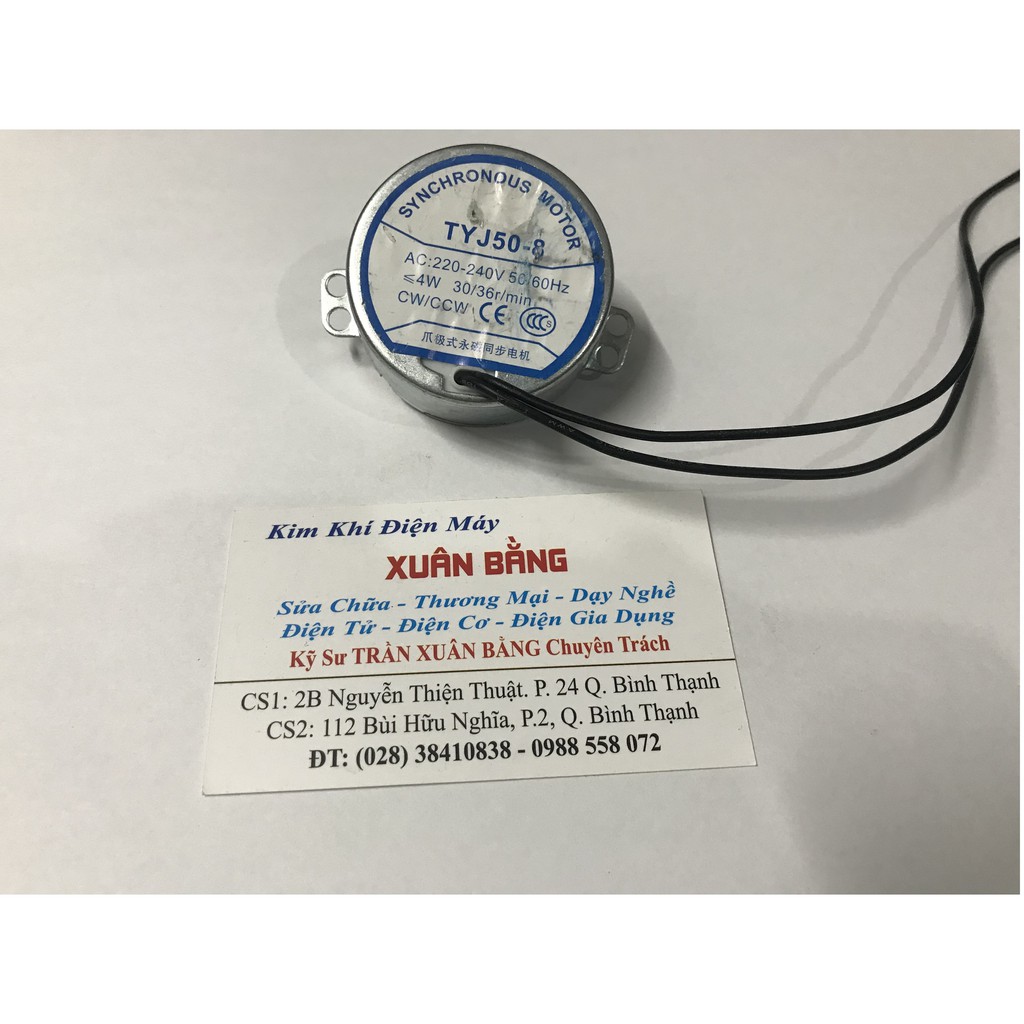 SYNCHRONOUS MOTOR
TYJ50-8
AC:220-240V 50/60Hz
≤4W 30/36r/min
CW/CCW CE CCC S
爪极式永磁同步电机
Kim Khí Điện Máy
XUÂN BẰNG
Sửa Chữa - Thương Mại - Dạy Nghề
Điện Tử - Điện Cơ - Điện Gia Dụng
Kỹ Sư TRẦN XUÂN BẰNG Chuyên Trách
CS1: 2B Nguyễn Thiện Thuật. P. 24 Q. Bình Thạnh
CS2: 112 Bùi Hữu Nghĩa, P.2, Q. Bình Thạnh
ĐT: (028) 38410838 - 0988 558 072